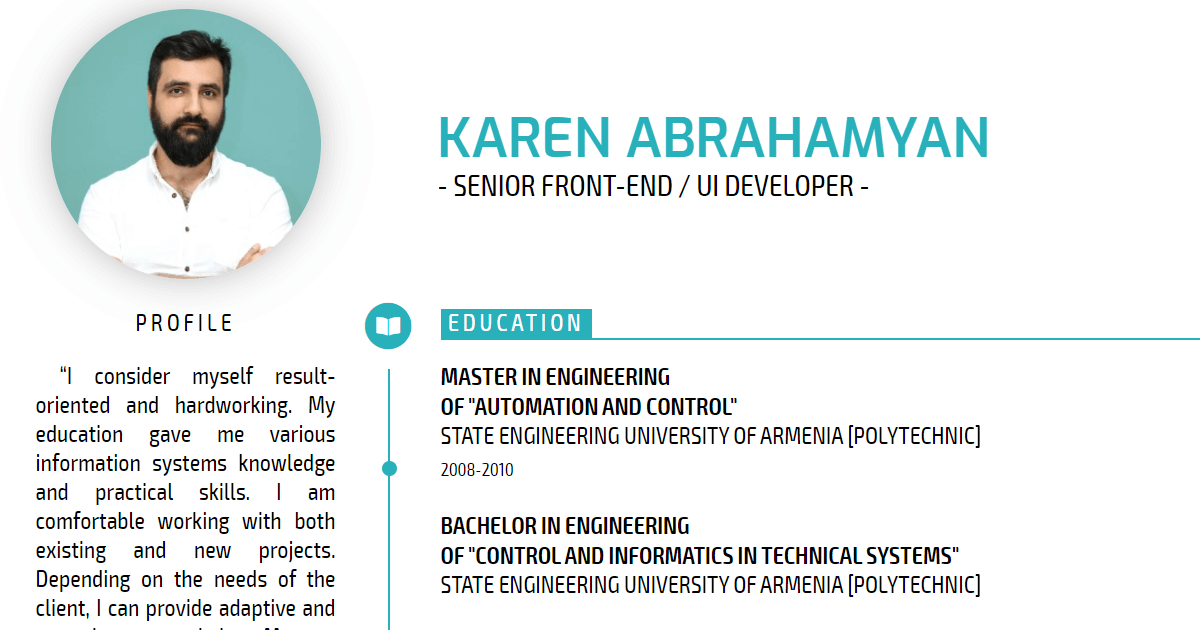 KAREN ABRAHAMYAN
- SENIOR FRONT-END / UI DEVELOPER -
PROFILE
“I consider myself result-
oriented and hardworking. My
education gave me various
information systems knowledge
and practical skills. I am
comfortable working with both
existing and new projects.
Depending on the needs of the
client, I can provide adaptive and
EDUCATION
MASTER IN ENGINEERING
OF "AUTOMATION AND CONTROL"
STATE ENGINEERING UNIVERSITY OF ARMENIA [POLYTECHNIC]
2008-2010
BACHELOR IN ENGINEERING
OF "CONTROL AND INFORMATICS IN TECHNICAL SYSTEMS"
STATE ENGINEERING UNIVERSITY OF ARMENIA [POLYTECHNIC]